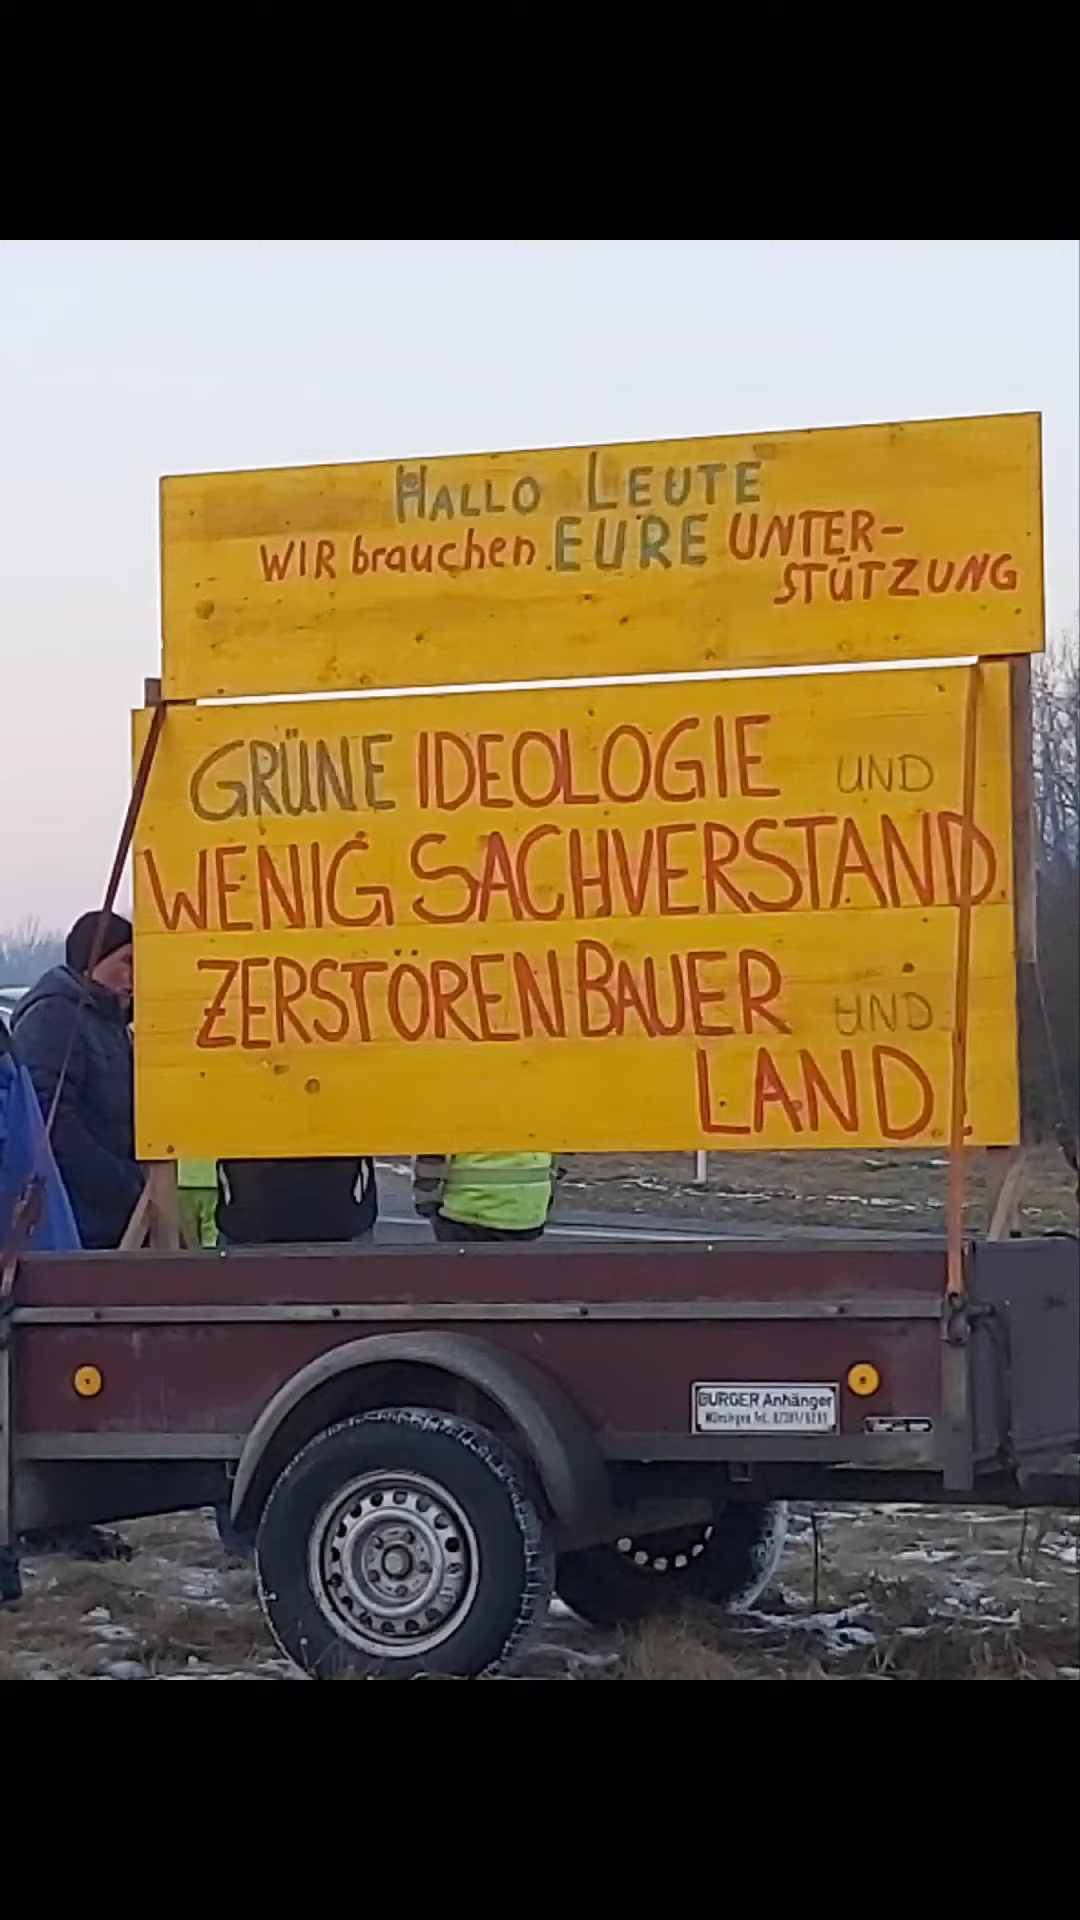 HALLO LEUTE
WIR brauchen EURE UNTER-
STÜTZUNG
GRÜNE IDEOLOGIE UND
WENIG SACHVERSTAND
ZERSTÖREN BAUER UND
LAND.
BURGER Anhänger